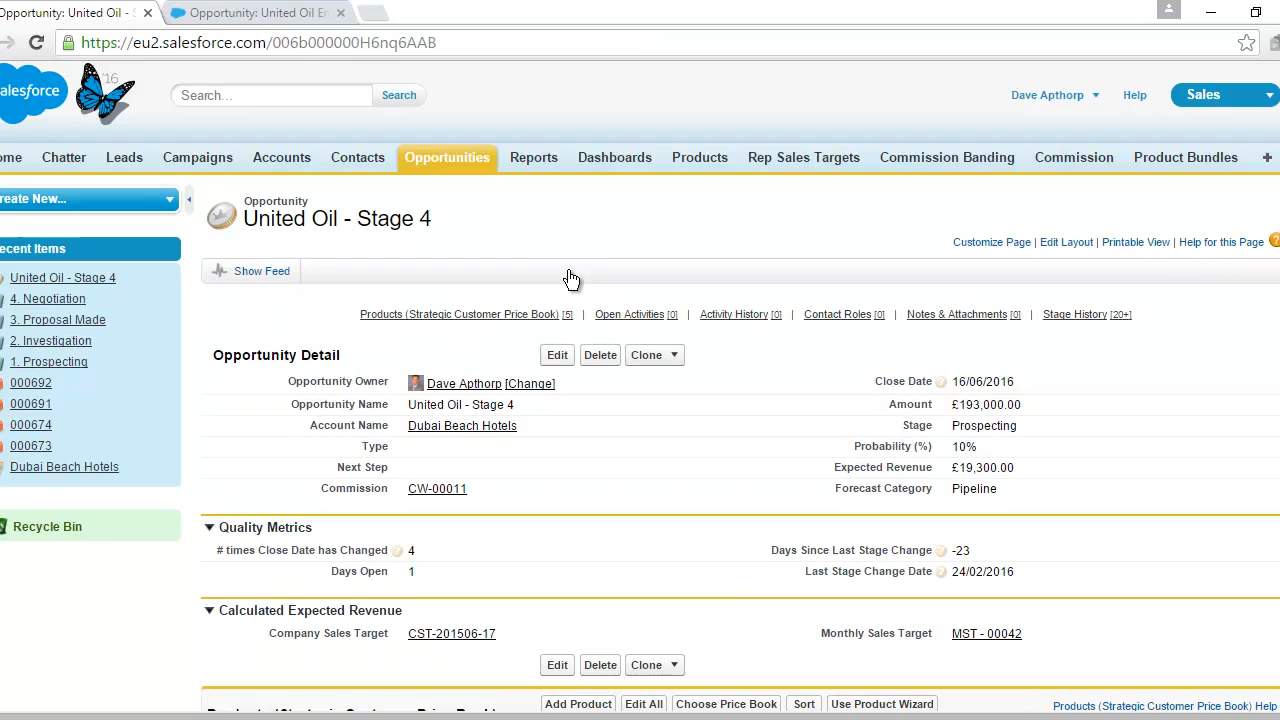 Opportunity: United Oil -
Opportunity: United Oil En
https://eu2.salesforce.com/006b000000H6nq6AAB
alesforce
'16
Search...
Search
Dave Apthorp
Help
Sales
ome
Chatter
Leads
Campaigns
Accounts
Contacts
Opportunities
Reports
Dashboards
Products
Rep Sales Targets
Commission Banding
Commission
Product Bundles
+
reate New...
ecent Items
United Oil - Stage 4
4. Negotiation
3. Proposal Made
2. Investigation
1. Prospecting
000692
000691
000674
000673
Dubai Beach Hotels
Recycle Bin
Opportunity
United Oil - Stage 4
Customize Page | Edit Layout | Printable View | Help for this Page ?
Show Feed
Products (Strategic Customer Price Book) [5] | Open Activities [0] | Activity History [0] | Contact Roles [0] | Notes & Attachments [0] | Stage History [20+]
Opportunity Detail
Edit
Delete
Clone
Opportunity Owner Dave Apthorp [Change]
Close Date 16/06/2016
Opportunity Name United Oil - Stage 4
Amount £193,000.00
Account Name Dubai Beach Hotels
Stage Prospecting
Type
Probability (%) 10%
Next Step
Expected Revenue £19,300.00
Commission CW-00011
Forecast Category Pipeline
Quality Metrics
# times Close Date has Changed 4
Days Since Last Stage Change -23
Days Open 1
Last Stage Change Date 24/02/2016
Calculated Expected Revenue
Company Sales Target CST-201506-17
Monthly Sales Target MST - 00042
Edit
Delete
Clone
Products (Strategic Customer Price Book)
Add Product
Edit All
Choose Price Book
Sort
Use Product Wizard
Products (Strategic Customer Price Book) Help